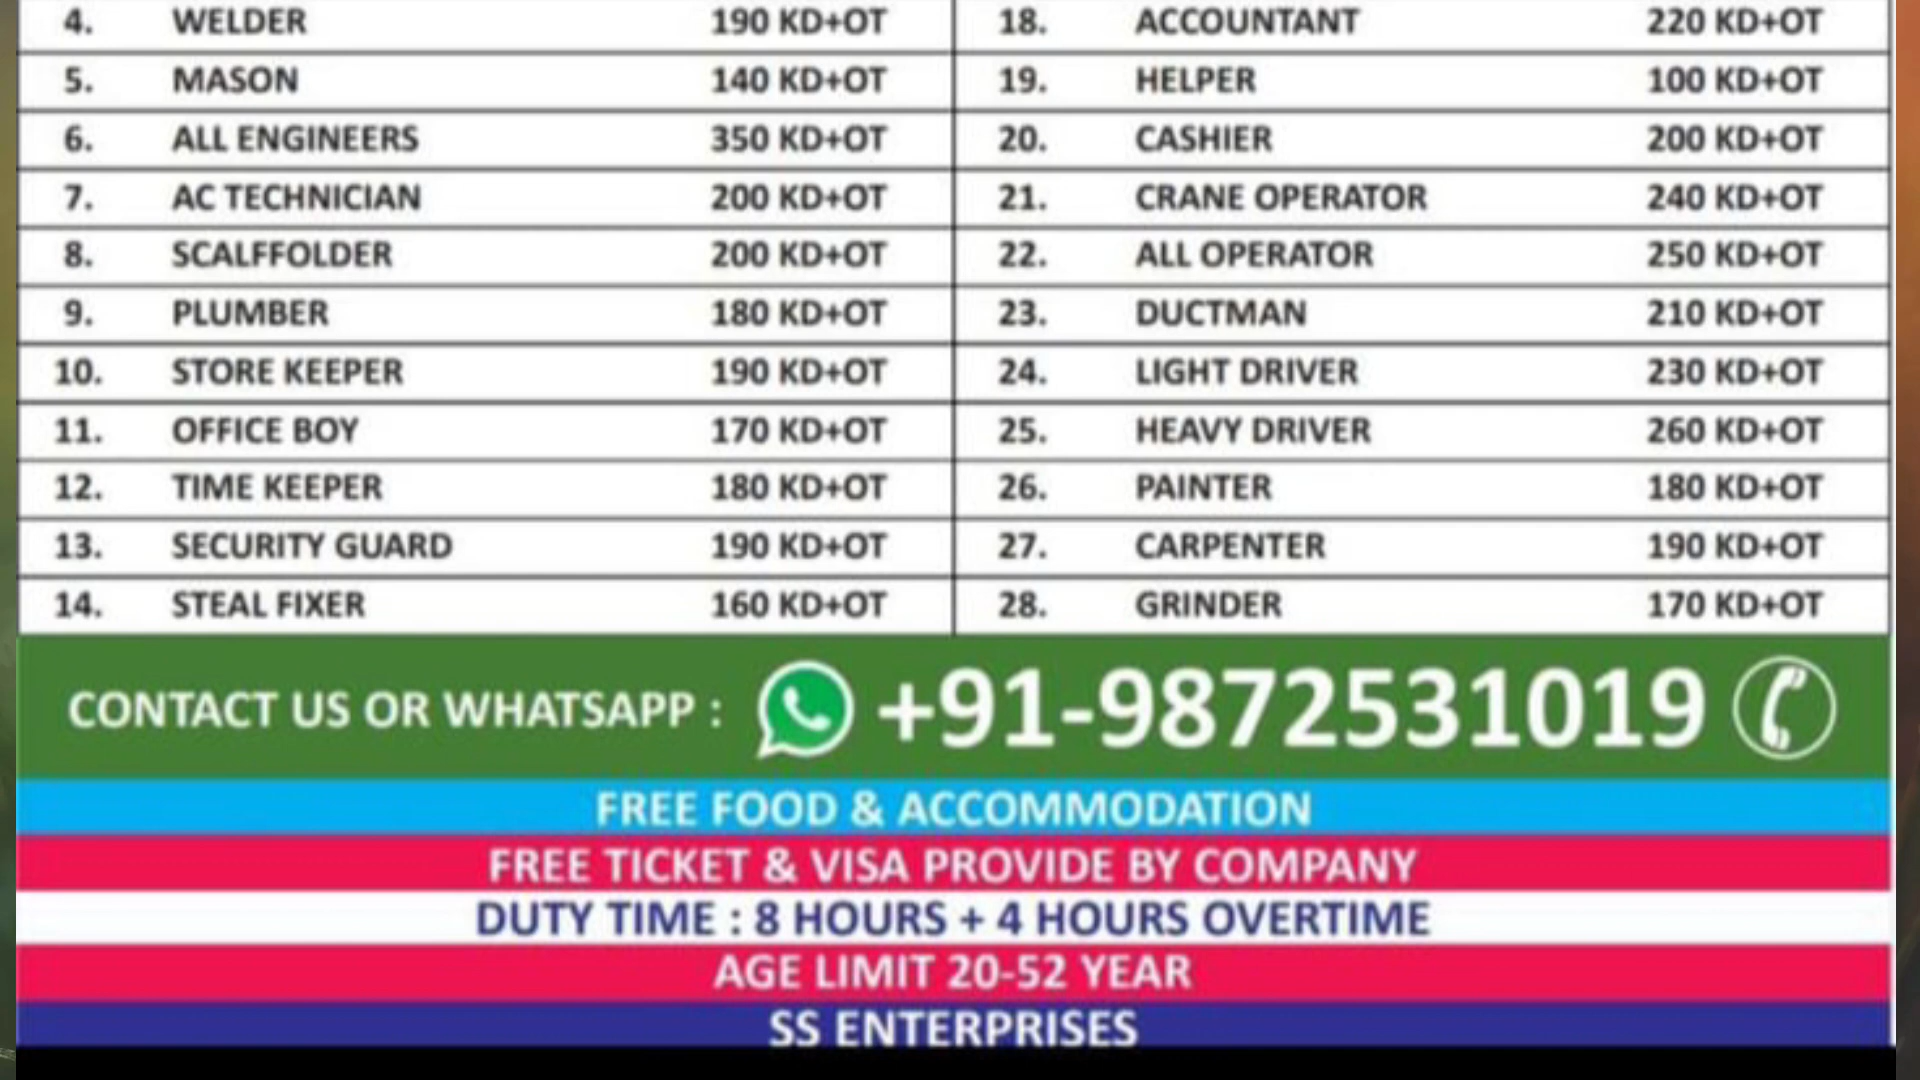 4. WELDER 190 KD+OT 18. ACCOUNTANT 220 KD+OT
5. MASON 140 KD+OT 19. HELPER 100 KD+OT
6. ALL ENGINEERS 350 KD+OT 20. CASHIER 200 KD+OT
7. AC TECHNICIAN 200 KD+OT 21. CRANE OPERATOR 240 KD+OT
8. SCALFFOLDER 200 KD+OT 22. ALL OPERATOR 250 KD+OT
9. PLUMBER 180 KD+OT 23. DUCTMAN 210 KD+OT
10. STORE KEEPER 190 KD+OT 24. LIGHT DRIVER 230 KD+OT
11. OFFICE BOY 170 KD+OT 25. HEAVY DRIVER 260 KD+OT
12. TIME KEEPER 180 KD+OT 26. PAINTER 180 KD+OT
13. SECURITY GUARD 190 KD+OT 27. CARPENTER 190 KD+OT
14. STEAL FIXER 160 KD+OT 28. GRINDER 170 KD+OT
CONTACT US OR WHATSAPP : +91-9872531019
FREE FOOD & ACCOMMODATION
FREE TICKET & VISA PROVIDE BY COMPANY
DUTY TIME : 8 HOURS + 4 HOURS OVERTIME
AGE LIMIT 20-52 YEAR
SS ENTERPRISES